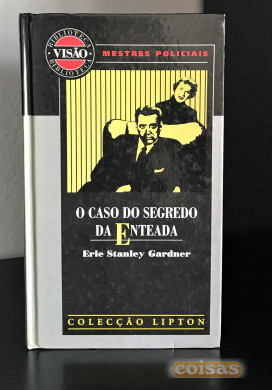 BIBLIOTECA
VISÃO
BIBLIOTECA
MESTRES POLICIAIS
O CASO DO SEGREDO
DA ENTEADA
Erle Stanley Gardner
COLECÇÃO LIPTON
coisas